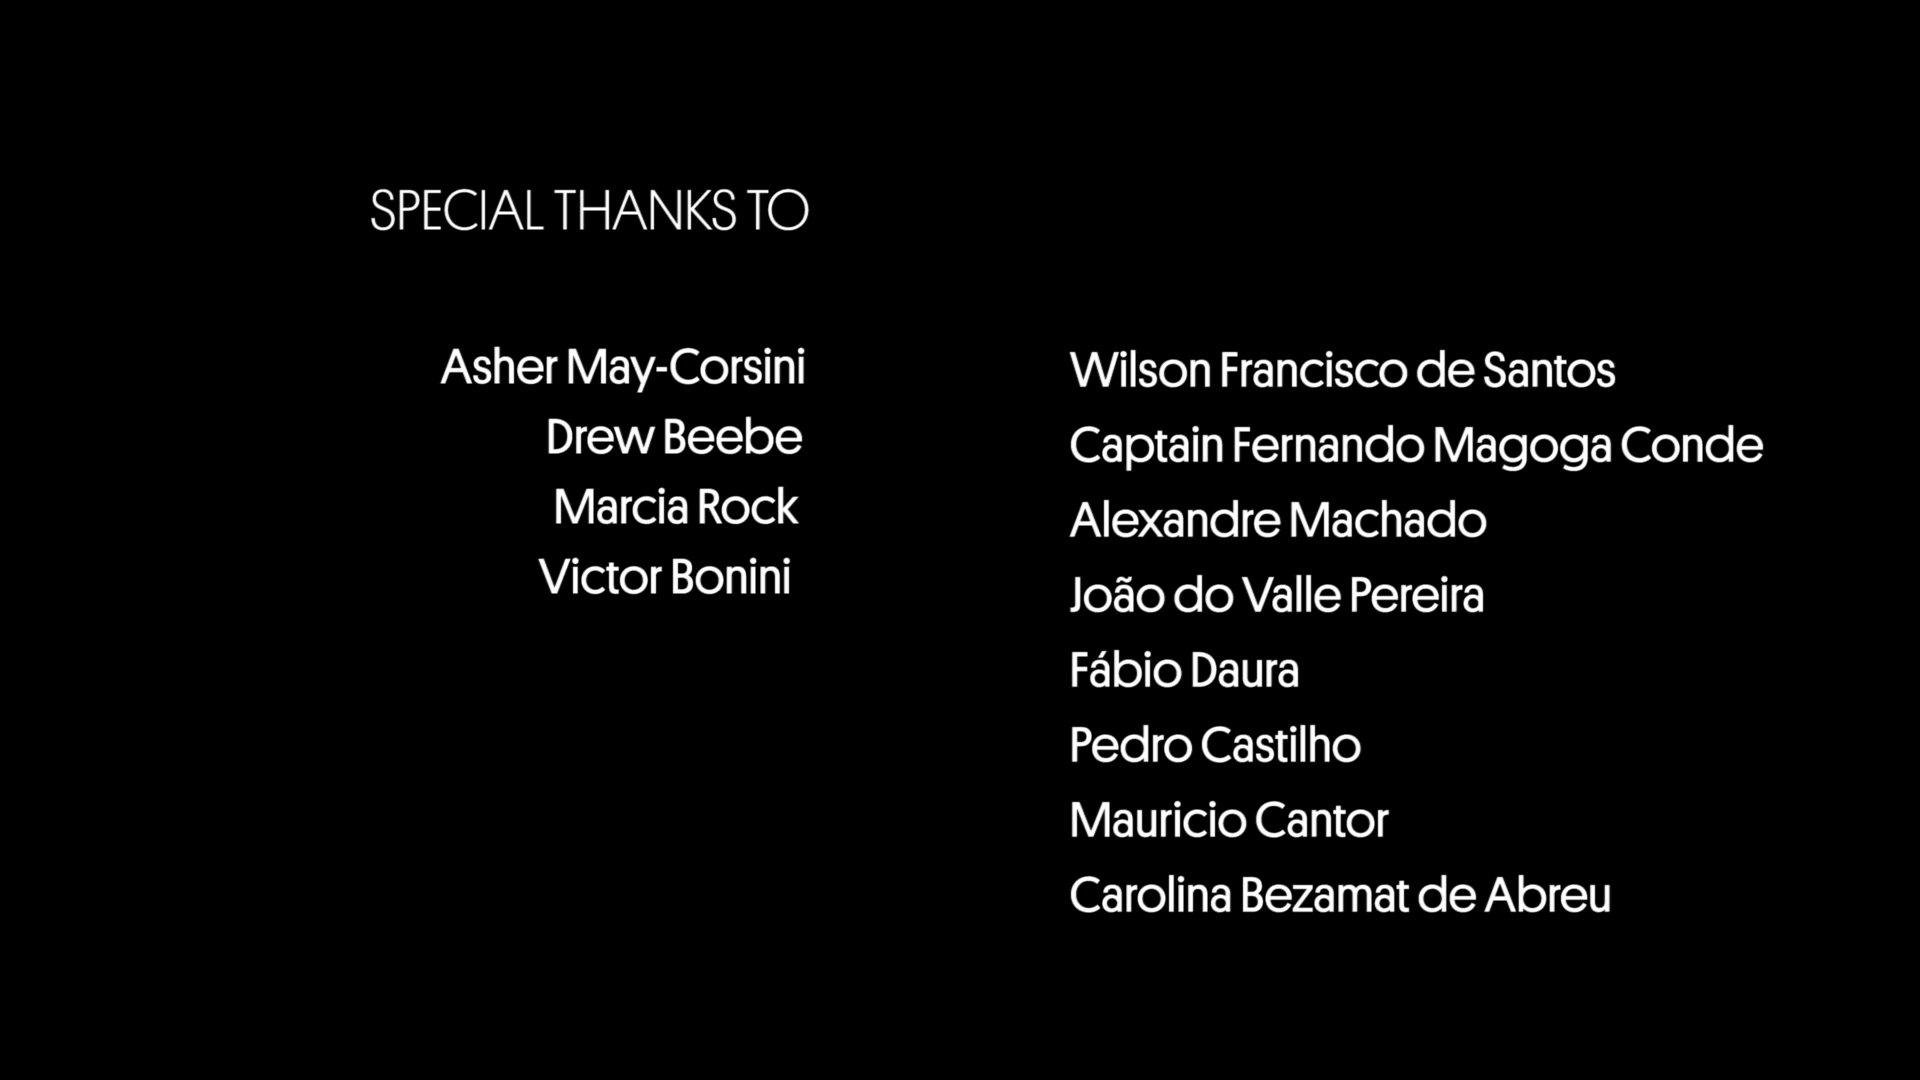 SPECIAL THANKS TO
Asher May-Corsini
Drew Beebe
Marcia Rock
Victor Bonini
Wilson Francisco de Santos
Captain Fernando Magoga Conde
Alexandre Machado
João do Valle Pereira
Fábio Daura
Pedro Castilho
Mauricio Cantor
Carolina Bezamat de Abreu